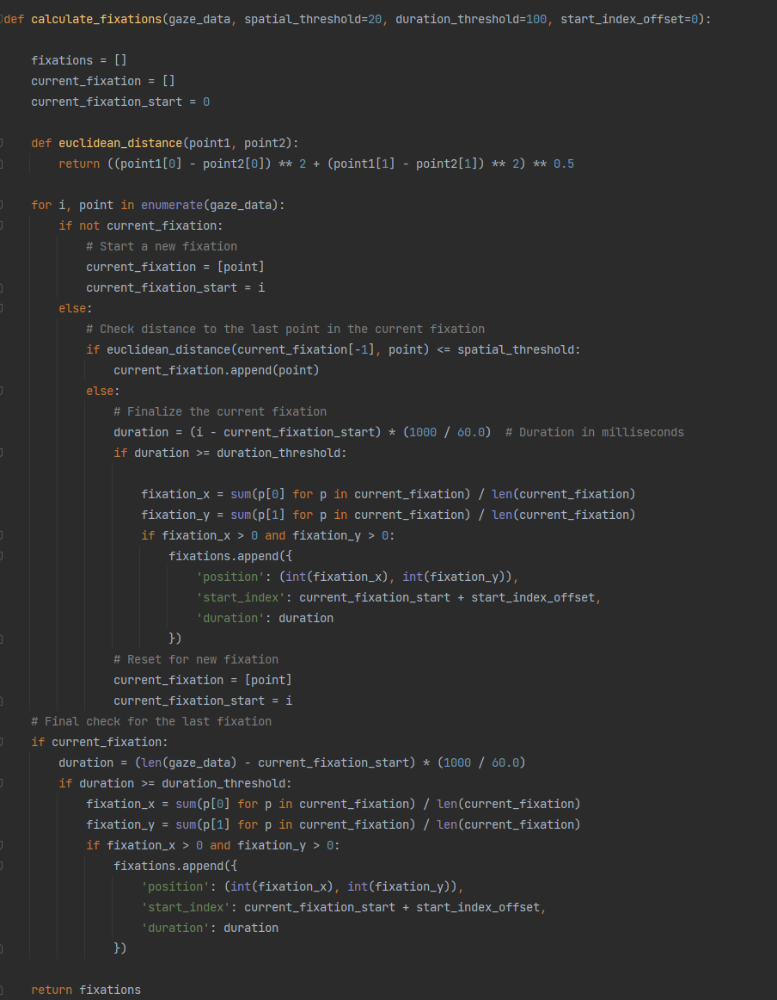 def calculate_fixations(gaze_data, spatial_threshold=20, duration_threshold=100, start_index_offset=0):
    fixations = []
    current_fixation = []
    current_fixation_start = 0
    def euclidean_distance(point1, point2):
        return ((point1[0] - point2[0]) ** 2 + (point1[1] - point2[1]) ** 2) ** 0.5
    for i, point in enumerate(gaze_data):
        if not current_fixation:
            # Start a new fixation
            current_fixation = [point]
            current_fixation_start = i
        else:
            # Check distance to the last point in the current fixation
            if euclidean_distance(current_fixation[-1], point) <= spatial_threshold:
                current_fixation.append(point)
            else:
                # Finalize the current fixation
                duration = (i - current_fixation_start) * (1000 / 60.0)  # Duration in milliseconds
                if duration >= duration_threshold:
                    fixation_x = sum(p[0] for p in current_fixation) / len(current_fixation)
                    fixation_y = sum(p[1] for p in current_fixation) / len(current_fixation)
                    if fixation_x > 0 and fixation_y > 0:
                        fixations.append({
                            'position': (int(fixation_x), int(fixation_y)),
                            'start_index': current_fixation_start + start_index_offset,
                            'duration': duration
                        })
                # Reset for new fixation
                current_fixation = [point]
                current_fixation_start = i
    # Final check for the last fixation
    if current_fixation:
        duration = (len(gaze_data) - current_fixation_start) * (1000 / 60.0)
        if duration >= duration_threshold:
            fixation_x = sum(p[0] for p in current_fixation) / len(current_fixation)
            fixation_y = sum(p[1] for p in current_fixation) / len(current_fixation)
            if fixation_x > 0 and fixation_y > 0:
                fixations.append({
                    'position': (int(fixation_x), int(fixation_y)),
                    'start_index': current_fixation_start + start_index_offset,
                    'duration': duration
                })
    return fixations